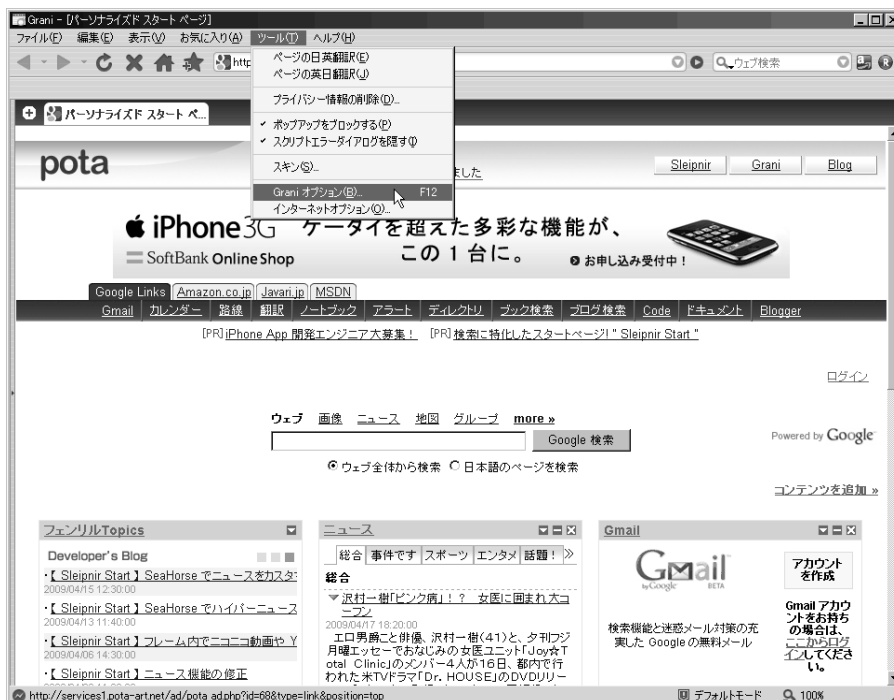 Grani - [パーソナライズド スタート ページ]
ファイル(F) 編集(E) 表示(V) お気に入り(A) ツール(T) ヘルプ(H)
ページの日英翻訳(E)
ページの英日翻訳(J)
プライバシー情報の削除(D)...
ポップアップをブロックする(P)
スクリプトエラーダイアログを隠す(I)
スキン(S)...
Grani オプション(B)... F12
インターネットオプション(O)...
http
ウェブ検索
パーソナライズド スタート ペ...
pota
ました
Sleipnir Grani Blog
iPhone 3G ケータイを超えた多彩な機能が、
SoftBank Online Shop この1台に。 お申し込み受付中！
Google Links Amazon.co.jp Javari.jp MSDN
Gmail カレンダー 路線 翻訳 ノートブック アラート ディレクトリ ブック検索 ブログ検索 Code ドキュメント Blogger
[PR] iPhone App 開発エンジニア大募集！ [PR] 検索に特化したスタートページ! " Sleipnir Start "
ログイン
ウェブ 画像 ニュース 地図 グループ more »
Google 検索
Powered by Google
ウェブ全体から検索 日本語のページを検索
コンテンツを追加 »
フェンリルTopics
Developer's Blog
・【 Sleipnir Start 】 SeaHorse でニュースをカスタ
2009/04/15 12:30:00
・【 Sleipnir Start 】 SeaHorse でハイパーニュース
2009/04/13 11:40:00
・【 Sleipnir Start 】 フレーム内でニコニコ動画や Y
2009/04/06 14:30:00
・【 Sleipnir Start 】 ニュース機能の修正
ニュース
総合 事件です スポーツ エンタメ 話題！ »
総合
沢村一樹「ピンク病」！？ 女医に囲まれ大コ
ーフン
2009/04/17 18:20:00
エロ男爵こと俳優、沢村一樹(41)と、夕刊フジ
月曜エッセーでおなじみの女医ユニット「Joy☆T
otal Clinic」のメンバー4人が16日、都内で行
われた米TVドラマ「Dr. HOUSE」のDVDリリー
Gmail
Gmail
by Google BETA
検索機能と迷惑メール対策の充
実した Google の無料メール
アカウント
を作成
Gmail アカウ
ントをお持ち
の場合は、
ここからログ
インしてくださ
い。
http://services1.pota-art.net/ad/pota_ad.php?id=68&type=link&position=top
デフォルトモード 100%